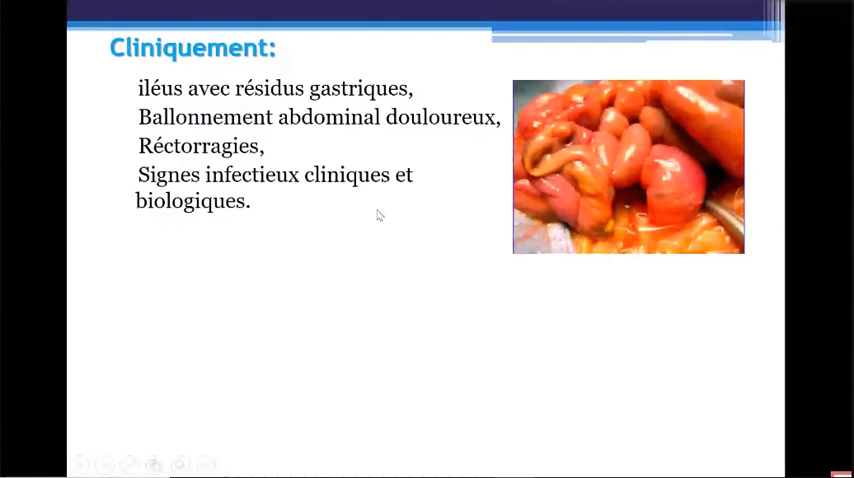 Cliniquement:
iléus avec résidus gastriques,
Ballonnement abdominal douloureux,
Réctorragies,
Signes infectieux cliniques et
biologiques.